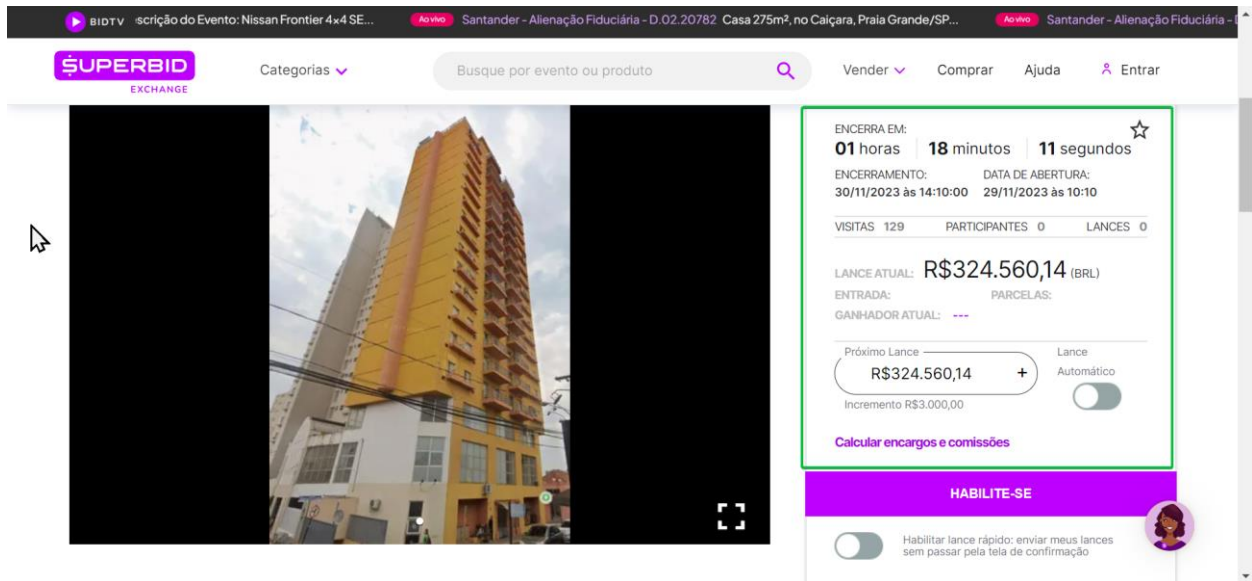 BIDTV scrição do Evento: Nissan Frontier 4x4 SE... Ao vivo Santander - Alienação Fiduciária - D.02.20782 Casa 275m², no Caiçara, Praia Grande/SP... Ao vivo Santander - Alienação Fiduciária -
SUPERBID
EXCHANGE
Categorias
Busque por evento ou produto
Vender Comprar Ajuda Entrar
ENCERRA EM:
01 horas 18 minutos 11 segundos
ENCERRAMENTO: DATA DE ABERTURA:
30/11/2023 às 14:10:00 29/11/2023 às 10:10
VISITAS 129 PARTICIPANTES 0 LANCES 0
LANCE ATUAL: R$324.560,14 (BRL)
ENTRADA: PARCELAS:
GANHADOR ATUAL: ---
Próximo Lance
R$324.560,14 +
Incremento R$3.000,00
Lance
Automático
Calcular encargos e comissões
HABILITE-SE
Habilitar lance rápido: enviar meus lances
sem passar pela tela de confirmação